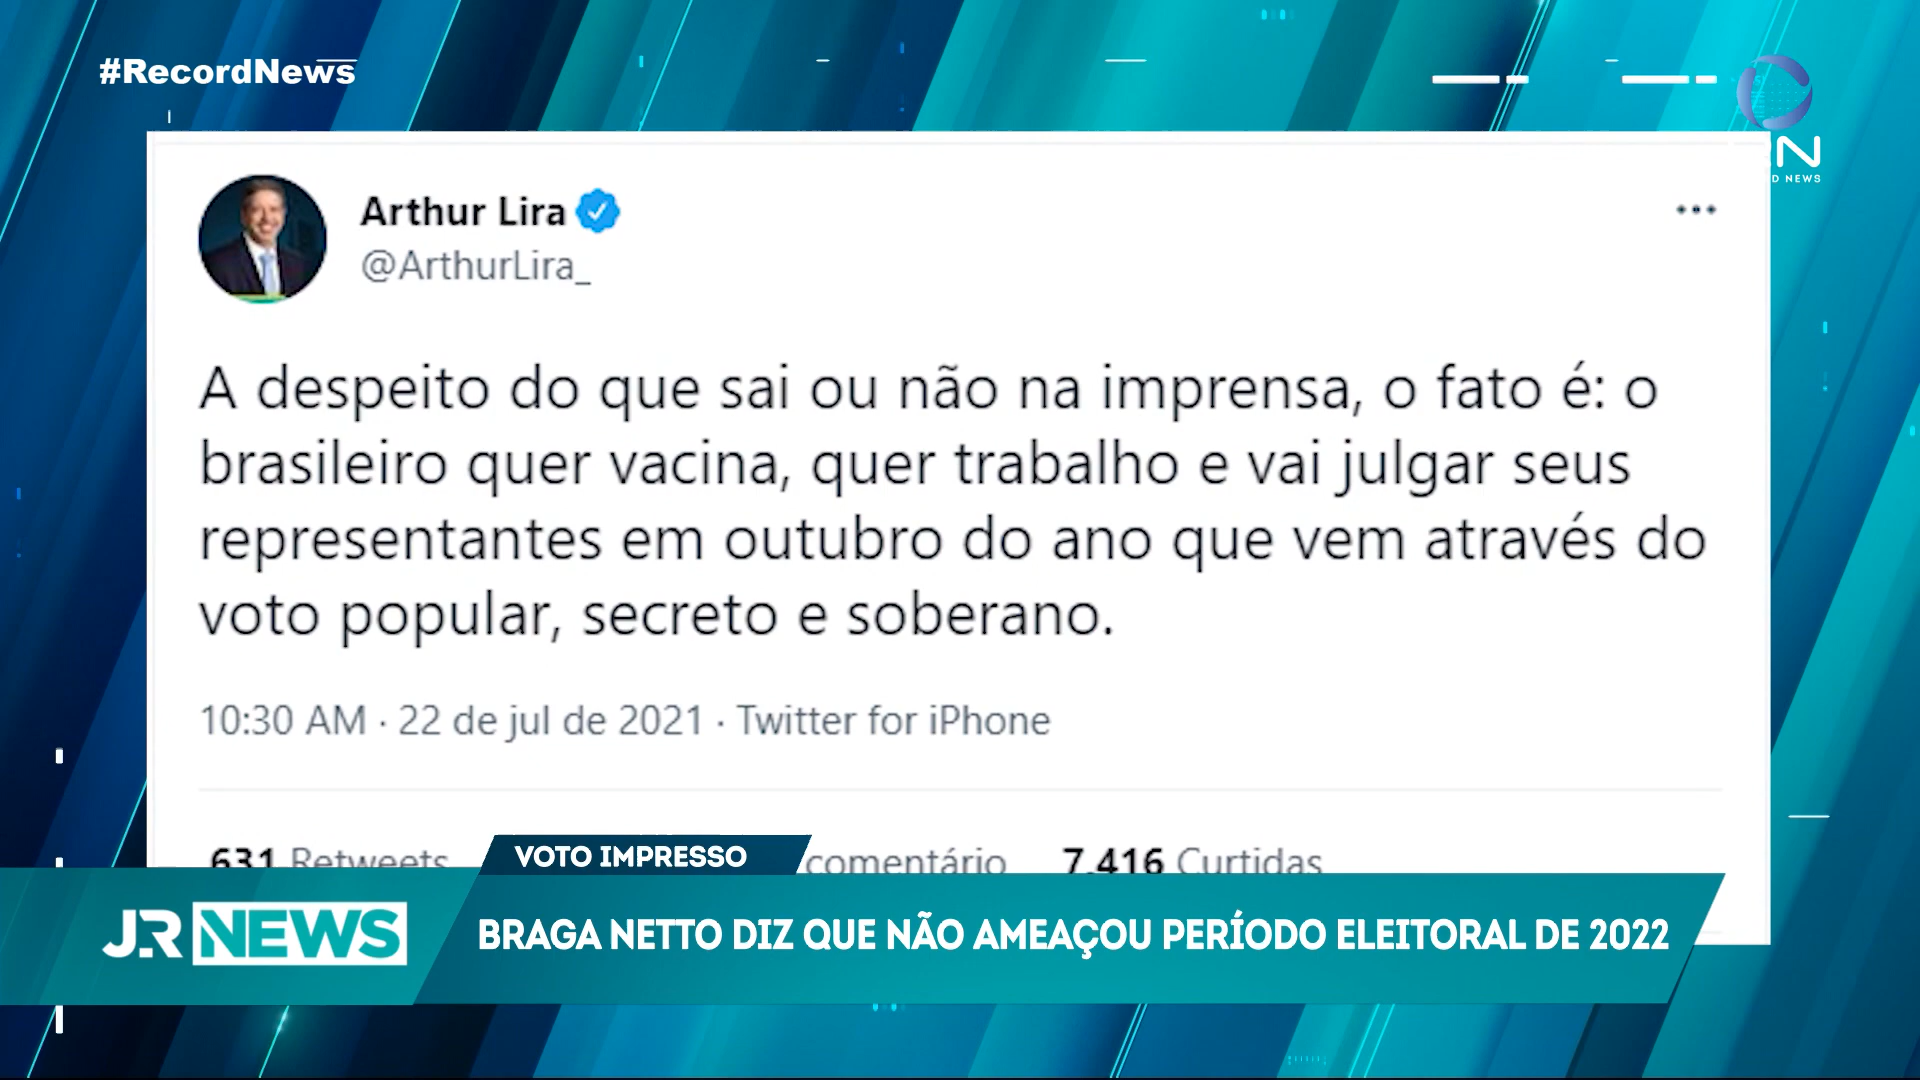 #RecordNews
RN
D NEWS
Arthur Lira
@ArthurLira_
A despeito do que sai ou não na imprensa, o fato é: o
brasileiro quer vacina, quer trabalho e vai julgar seus
representantes em outubro do ano que vem através do
voto popular, secreto e soberano.
10:30 AM · 22 de jul de 2021 · Twitter for iPhone
631 Retweets comentário 7.416 Curtidas
VOTO IMPRESSO
JR NEWS
BRAGA NETTO DIZ QUE NÃO AMEAÇOU PERÍODO ELEITORAL DE 2022